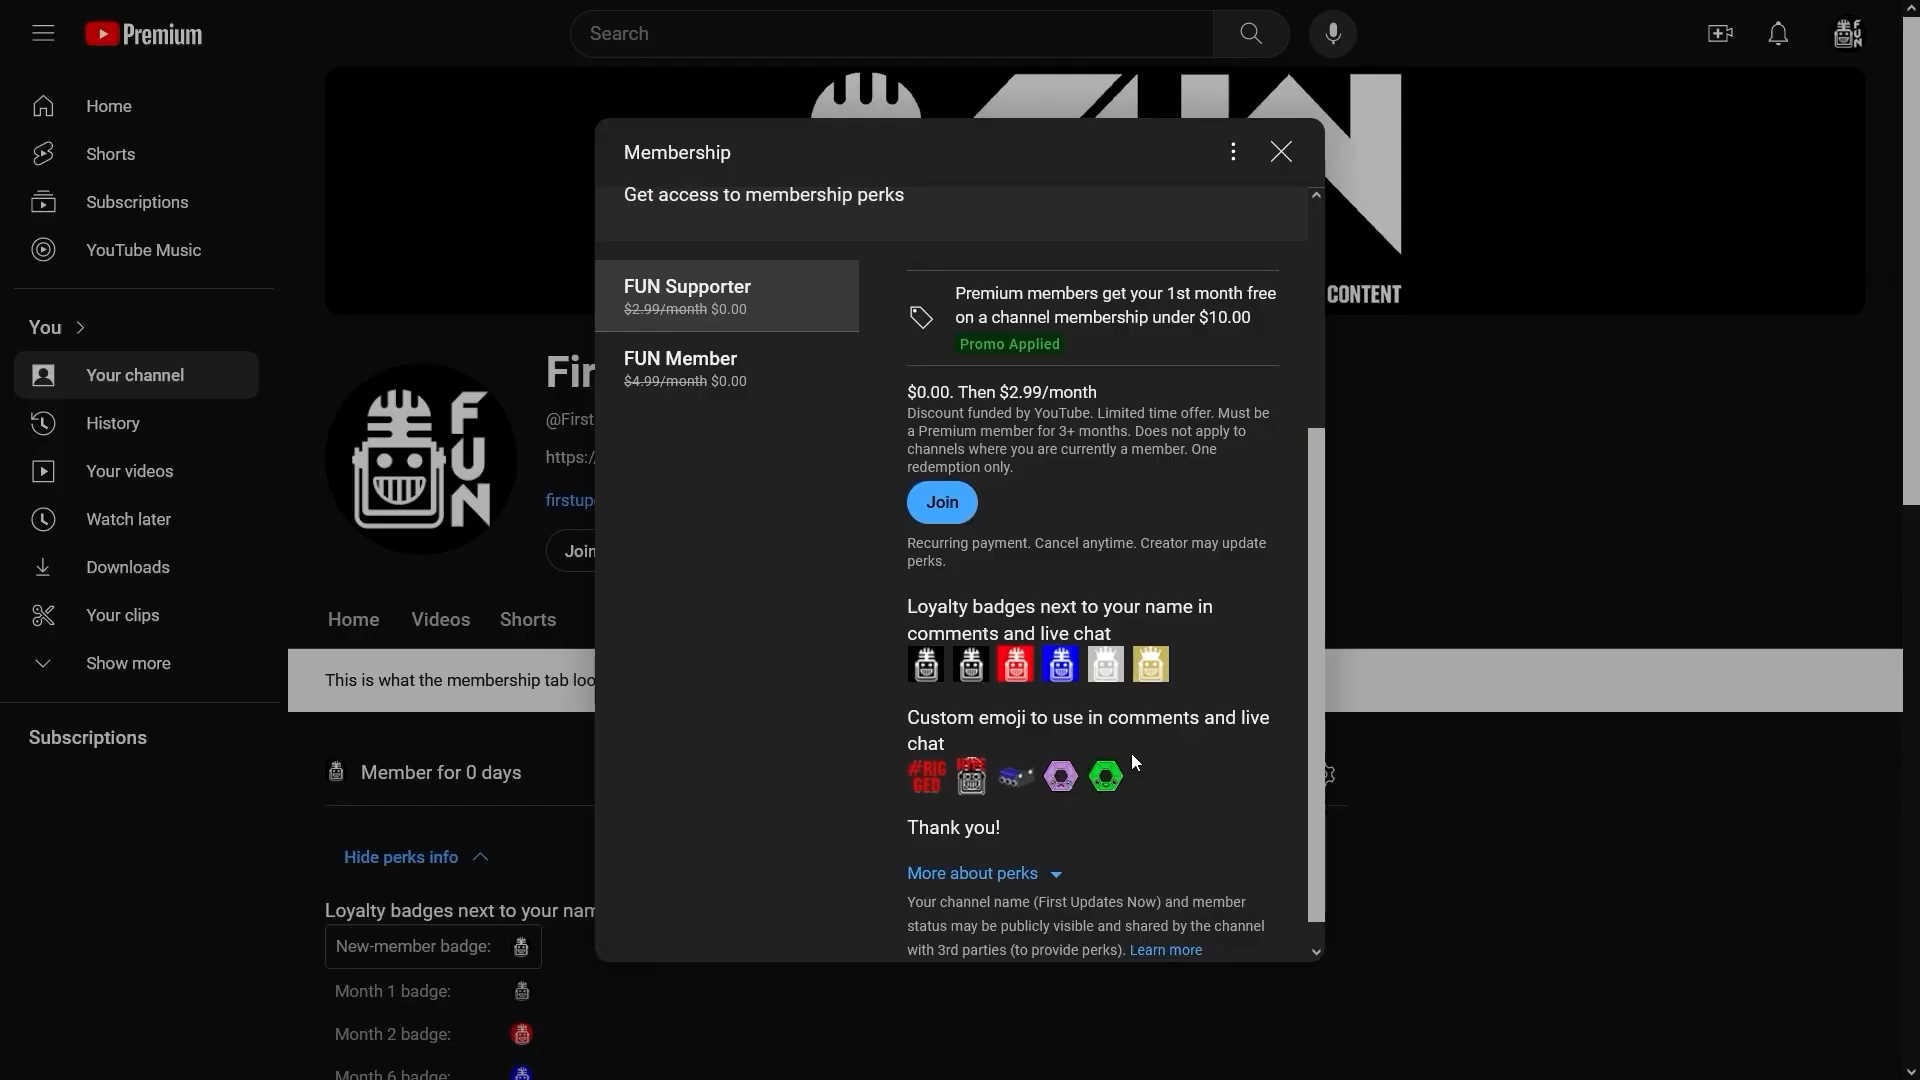 Premium
Search
Home
Shorts
Subscriptions
YouTube Music
You
Your channel
History
Your videos
Watch later
Downloads
Your clips
Show more
Subscriptions
CONTENT
FUN
Fir
@First
https:/
firstup
Join
Home Videos Shorts
This is what the membership tab loo
Member for 0 days
Hide perks info
Loyalty badges next to your nam
New-member badge:
Month 1 badge:
Month 2 badge:
Month 6 badge:
Membership
Get access to membership perks
FUN Supporter
$2.99/month $0.00
FUN Member
$4.99/month $0.00
Premium members get your 1st month free
on a channel membership under $10.00
Promo Applied
$0.00. Then $2.99/month
Discount funded by YouTube. Limited time offer. Must be
a Premium member for 3+ months. Does not apply to
channels where you are currently a member. One
redemption only.
Join
Recurring payment. Cancel anytime. Creator may update
perks.
Loyalty badges next to your name in
comments and live chat
Custom emoji to use in comments and live
chat
#RIG
GED
HYPE
Thank you!
More about perks
Your channel name (First Updates Now) and member
status may be publicly visible and shared by the channel
with 3rd parties (to provide perks). Learn more